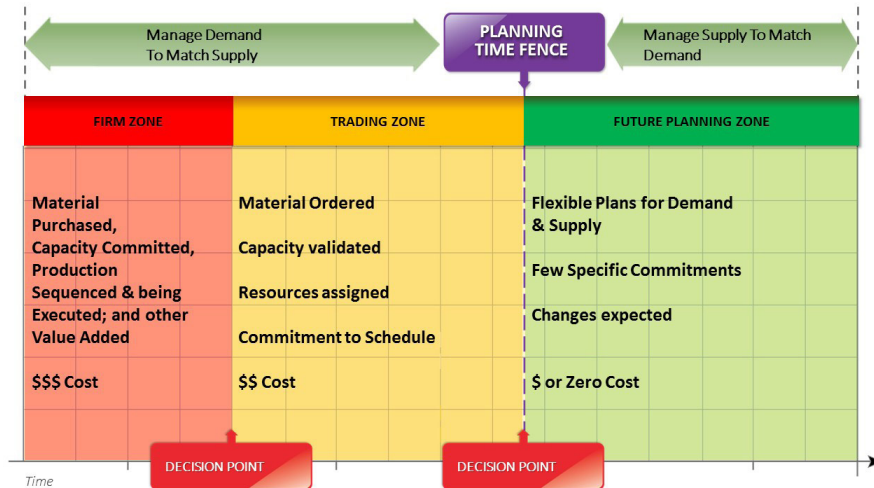 Manage Demand
To Match Supply
PLANNING
TIME FENCE
Manage Supply To Match
Demand
FIRM ZONE
TRADING ZONE
FUTURE PLANNING ZONE
Material
Purchased,
Capacity Committed,
Production
Sequenced & being
Executed; and other
Value Added
$$$ Cost
Material Ordered
Capacity validated
Resources assigned
Commitment to Schedule
$$ Cost
Flexible Plans for Demand
& Supply
Few Specific Commitments
Changes expected
$ or Zero Cost
DECISION POINT
DECISION POINT
Time